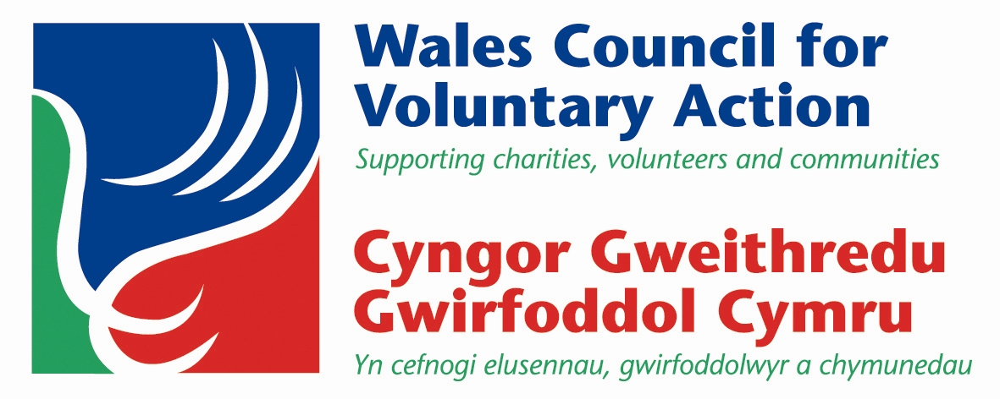 Wales Council for
Voluntary Action
Supporting charities, volunteers and communities
Cyngor Gweithredu
Gwirfoddol Cymru
Yn cefnogi elusennau, gwirfoddolwyr a chymunedau